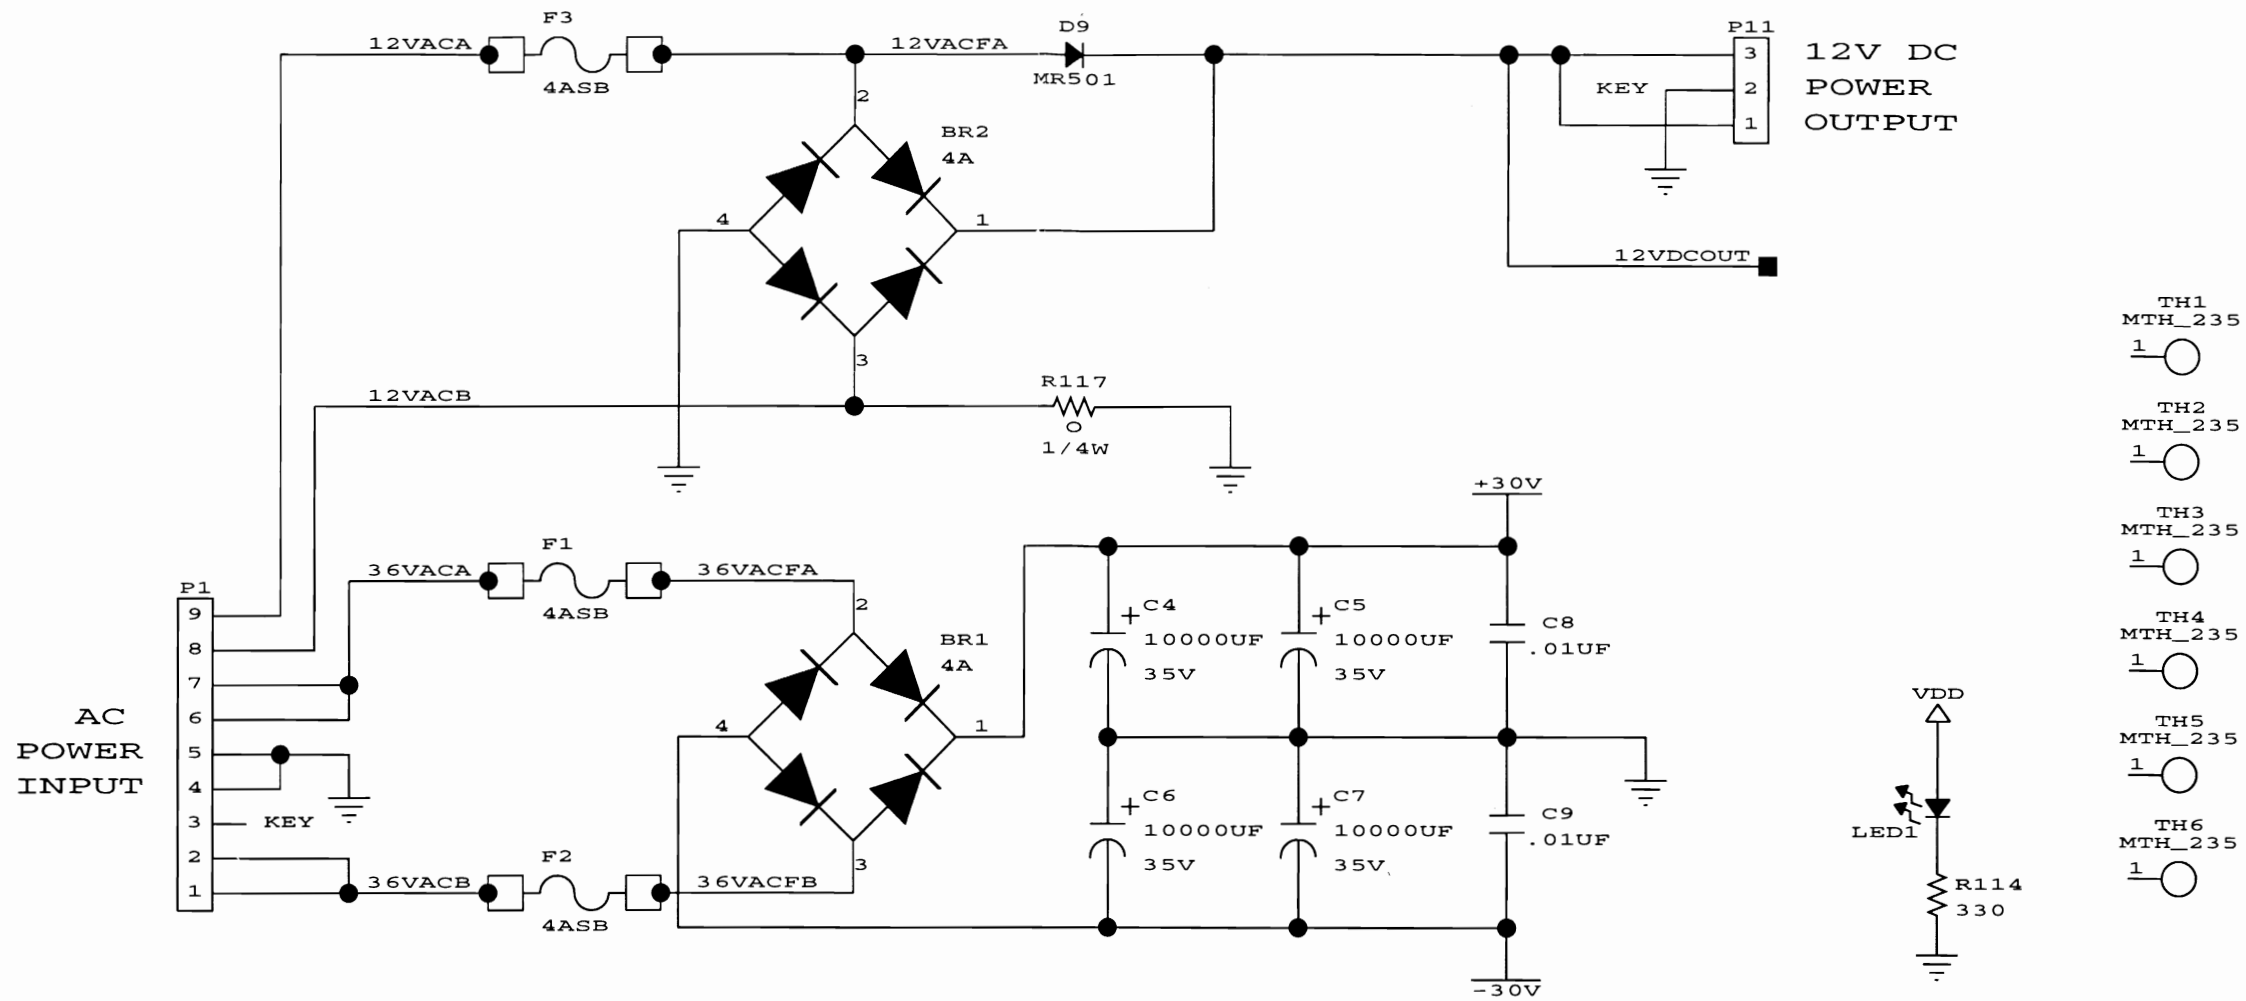 F3
12VACA
4ASB
12VACFA
D9
MR501
P11
3
2
1
KEY
12V DC
POWER
OUTPUT
2
BR2
4A
4
1
3
12VDCOUT
12VACB
R117
0
1/4W
TH1
MTH_235
1
TH2
MTH_235
1
TH3
MTH_235
1
TH4
MTH_235
1
TH5
MTH_235
1
TH6
MTH_235
1
+30V
F1
36VACA
4ASB
36VACFA
P1
9
8
7
6
5
4
3
2
1
KEY
AC
POWER
INPUT
2
BR1
4A
4
1
3
C4
+
10000UF
35V
C5
+
10000UF
35V
C8
.01UF
C6
+
10000UF
35V
C7
+
10000UF
35V
C9
.01UF
F2
36VACB
4ASB
36VACFB
-30V
VDD
LED1
R114
330